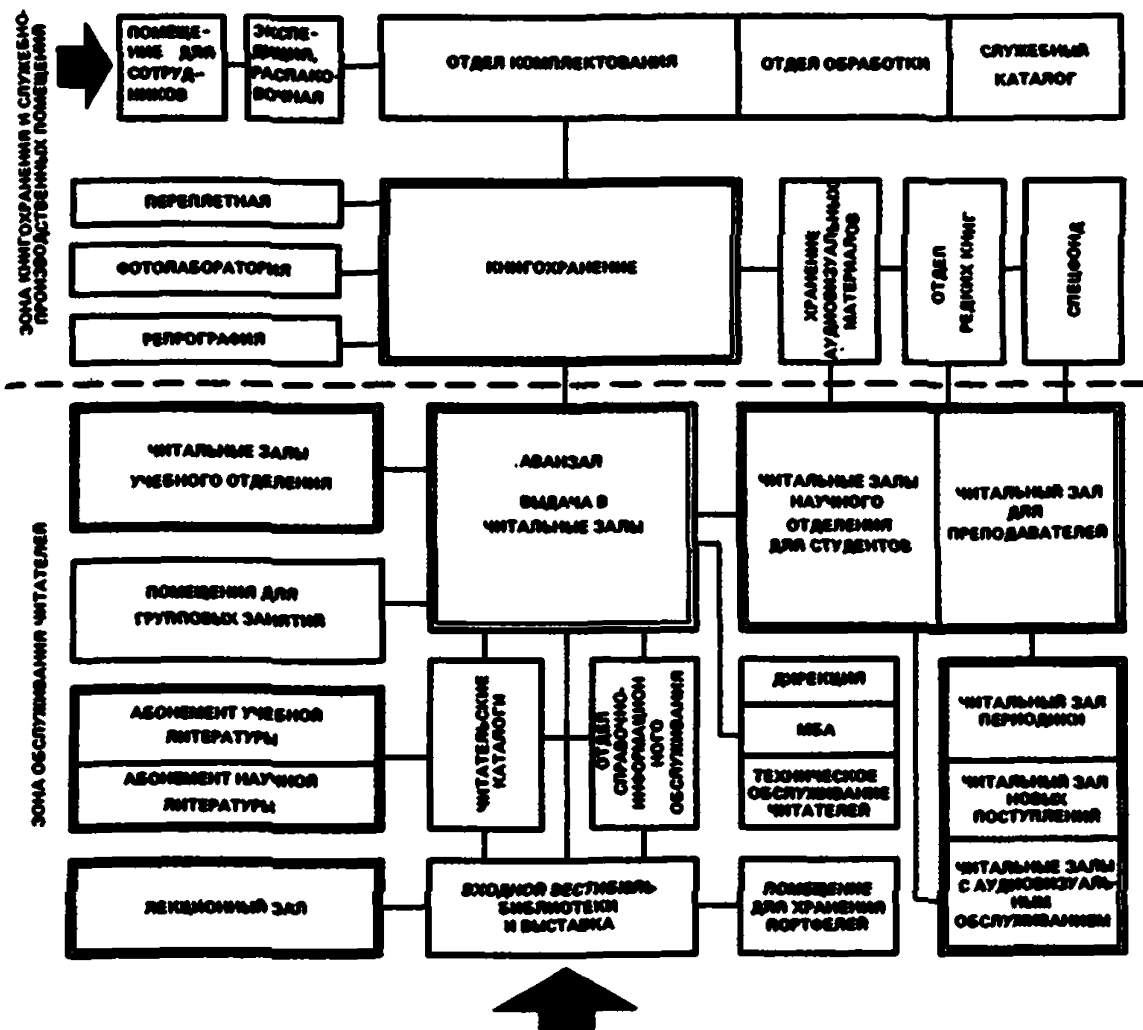 ЗОНА КНИГОХРАНЕНИЯ И СЛУЖЕБНО-
ПРОИЗВОДСТВЕННЫХ ПОМЕЩЕНИЙ
ПОМЕЩЕ-
НИЕ ДЛЯ
СОТРУД-
НИКОВ
ЭКСПЕ-
ДИЦИЯ,
РАСПАКО-
ВОЧНАЯ
ОТДЕЛ КОМПЛЕКТОВАНИЯ
ОТДЕЛ ОБРАБОТКИ
СЛУЖЕБНЫЙ
КАТАЛОГ
ПЕРЕПЛЕТНАЯ
ФОТОЛАБОРАТОРИЯ
РЕПРОГРАФИЯ
КНИГОХРАНЕНИЕ
ХРАНЕНИЕ
АУДИОВИЗУАЛЬНЫХ
МАТЕРИАЛОВ
ОТДЕЛ
РЕДКИХ КНИГ
СПЕЦФОНД
ЗОНА ОБСЛУЖИВАНИЯ ЧИТАТЕЛЕЙ
ЧИТАЛЬНЫЕ ЗАЛЫ
УЧЕБНОГО ОТДЕЛЕНИЯ
АВАНЗАЛ
ВЫДАЧА В
ЧИТАЛЬНЫЕ ЗАЛЫ
ЧИТАЛЬНЫЕ ЗАЛЫ
НАУЧНОГО
ОТДЕЛЕНИЯ
ДЛЯ СТУДЕНТОВ
ЧИТАЛЬНЫЙ ЗАЛ
ДЛЯ
ПРЕПОДАВАТЕЛЕЙ
ПОМЕЩЕНИЯ ДЛЯ
ГРУППОВЫХ ЗАНЯТИЙ
АБОНЕМЕНТ УЧЕБНОЙ
ЛИТЕРАТУРЫ
АБОНЕМЕНТ НАУЧНОЙ
ЛИТЕРАТУРЫ
ЧИТАТЕЛЬСКИЕ
КАТАЛОГИ
ОТДЕЛ
СПРАВОЧНО-
ИНФОРМАЦИОН
НОГО
ОБСЛУЖИВАНИЯ
ДИРЕКЦИЯ
МБА
ТЕХНИЧЕСКОЕ
ОБСЛУЖИВАНИЕ
ЧИТАТЕЛЕЙ
ЧИТАЛЬНЫЙ ЗАЛ
ПЕРИОДИКИ
ЧИТАЛЬНЫЙ ЗАЛ
НОВЫХ
ПОСТУПЛЕНИЙ
ЧИТАЛЬНЫЕ ЗАЛЫ
С АУДИОВИЗУАЛЬ-
НЫМ
ОБСЛУЖИВАНИЕМ
ЛЕКЦИОННЫЙ ЗАЛ
ВХОДНОЙ ВЕСТИБЮЛЬ
БИБЛИОТЕКИ
И ВЫСТАВКА
ПОМЕЩЕНИЕ
ДЛЯ ХРАНЕНИЯ
ПОРТФЕЛЕЙ